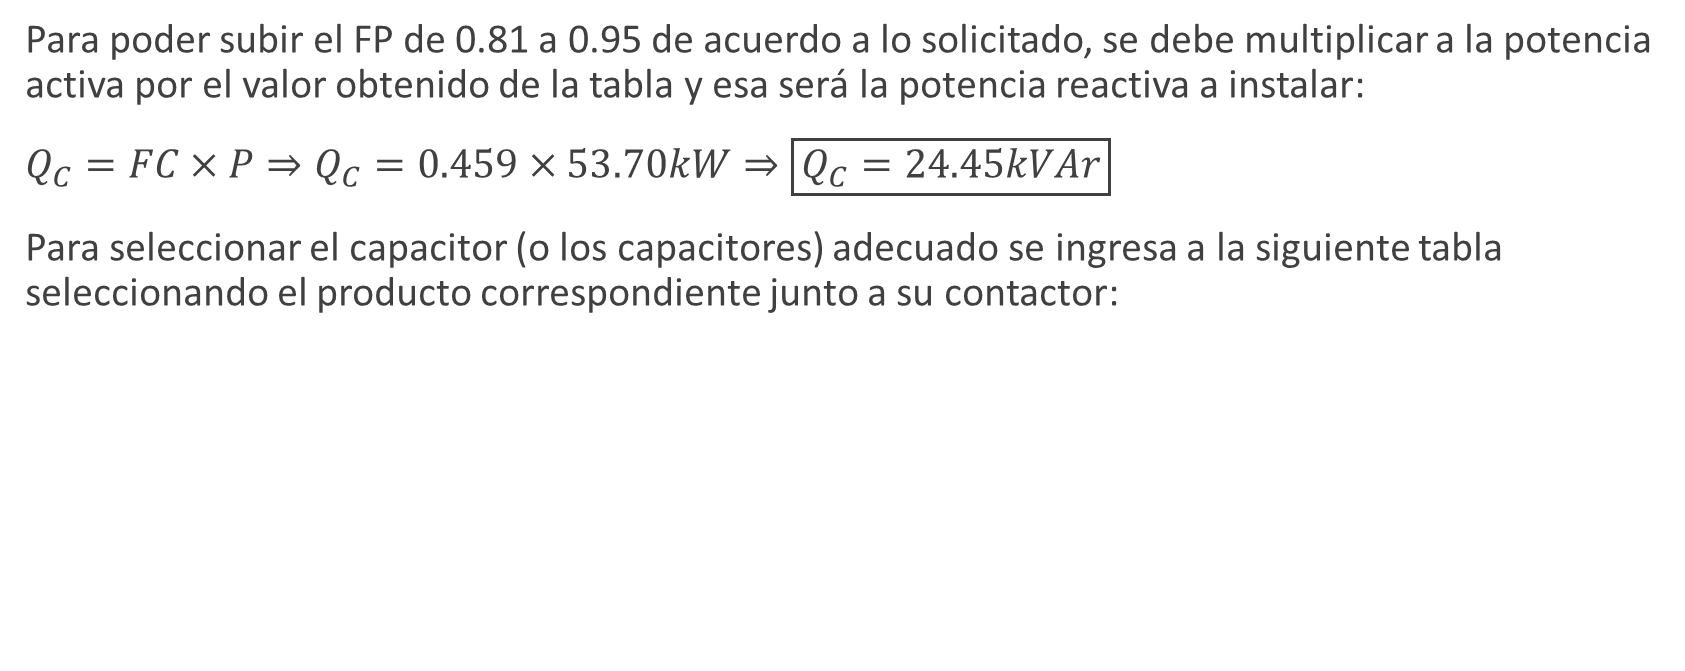 Para poder subir el FP de 0.81 a 0.95 de acuerdo a lo solicitado, se debe multiplicar a la potencia
activa por el valor obtenido de la tabla y esa será la potencia reactiva a instalar:
Q_C = FC × P ⇒ Q_C = 0.459 × 53.70kW ⇒ Q_C = 24.45kVAr
Para seleccionar el capacitor (o los capacitores) adecuado se ingresa a la siguiente tabla
seleccionando el producto correspondiente junto a su contactor: